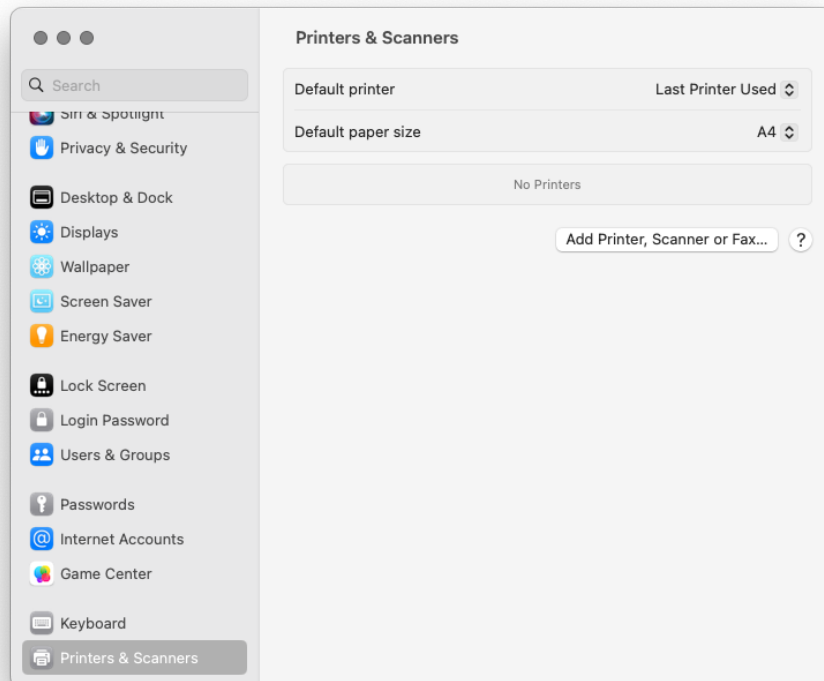 Search
Siri & Spotlight
Privacy & Security
Desktop & Dock
Displays
Wallpaper
Screen Saver
Energy Saver
Lock Screen
Login Password
Users & Groups
Passwords
Internet Accounts
Game Center
Keyboard
Printers & Scanners
Printers & Scanners
Default printer Last Printer Used
Default paper size A4
No Printers
Add Printer, Scanner or Fax... ?